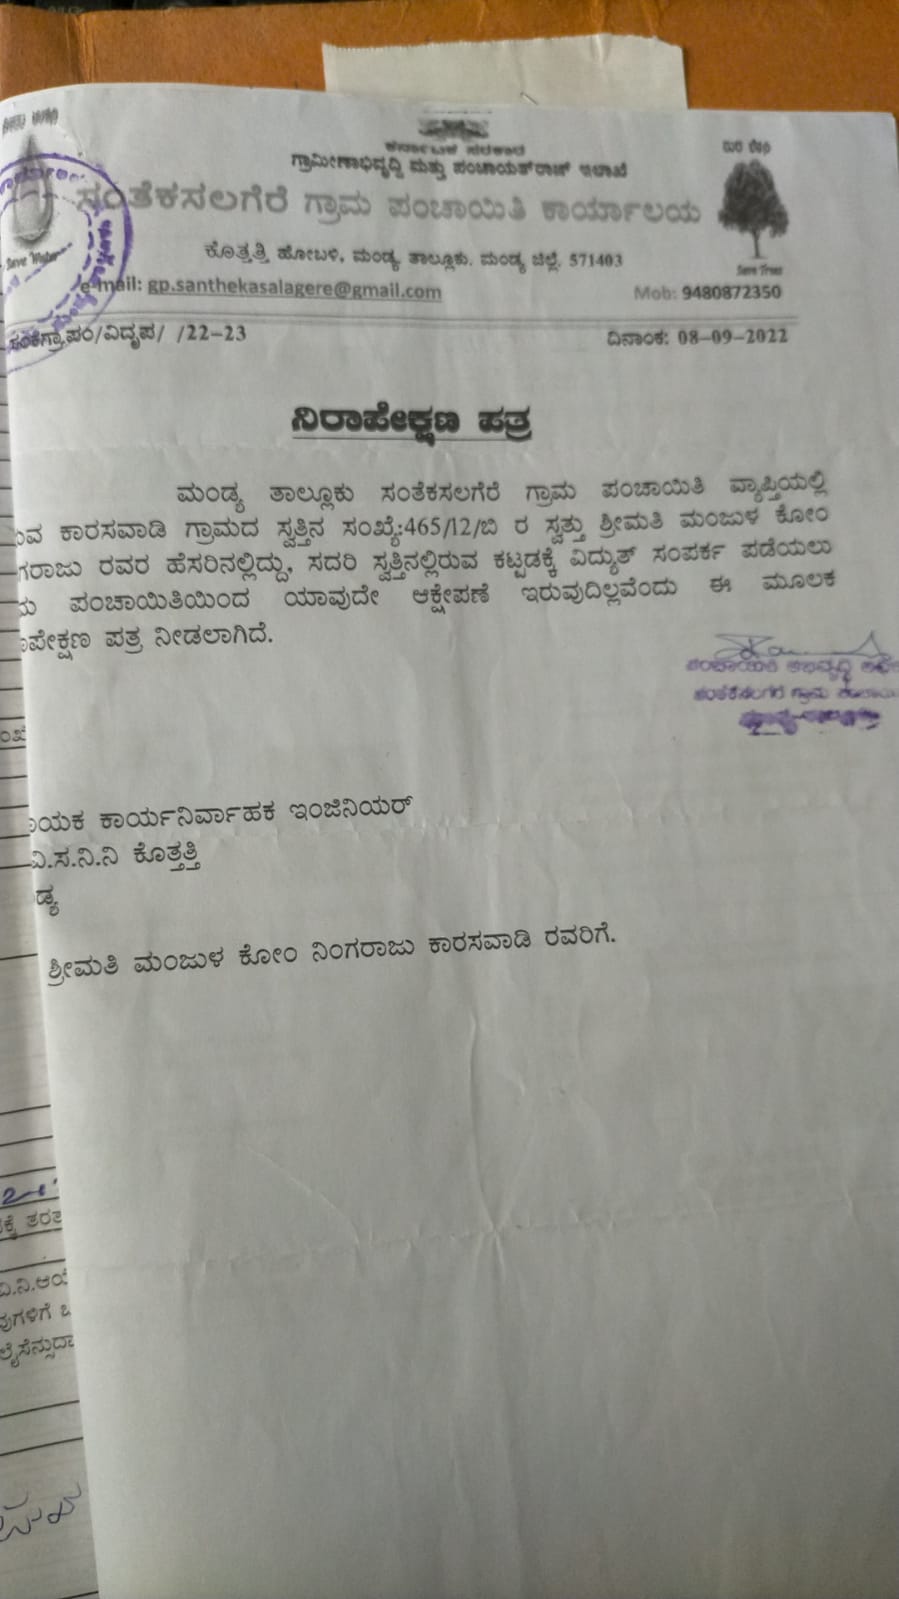 ಕರ್ನಾಟಕ ಸರಕಾರ
ಗ್ರಾಮೀಣಾಭಿವೃದ್ಧಿ ಮತ್ತು ಪಂಚಾಯತ್‌ರಾಜ್ ಇಲಾಖೆ
ಸಂತೆಕಸಲಗೆರೆ ಗ್ರಾಮ ಪಂಚಾಯಿತಿ ಕಾರ್ಯಾಲಯ
Save Water
Save Trees
ಕೊತ್ತತ್ತಿ ಹೋಬಳಿ, ಮಂಡ್ಯ ತಾಲ್ಲೂಕು. ಮಂಡ್ಯ ಜಿಲ್ಲೆ. 571403
e-mail: gp.santhekasalagere@gmail.com Mob: 9480872350
ಸಂಕೆಗ್ರಾಪಂ/ವಿದೃಪ/ /22-23 ದಿನಾಂಕ: 08-09-2022
ನಿರಾಪೇಕ್ಷಣ ಪತ್ರ
ಮಂಡ್ಯ ತಾಲ್ಲೂಕು ಸಂತೆಕಸಲಗೆರೆ ಗ್ರಾಮ ಪಂಚಾಯಿತಿ ವ್ಯಾಪ್ತಿಯಲ್ಲಿ
ುವ ಕಾರಸವಾಡಿ ಗ್ರಾಮದ ಸ್ವತ್ತಿನ ಸಂಖ್ಯೆ:465/12/ಬಿ ರ ಸ್ವತ್ತು ಶ್ರೀಮತಿ ಮಂಜುಳ ಕೋಂ
ಗರಾಜು ರವರ ಹೆಸರಿನಲ್ಲಿದ್ದು, ಸದರಿ ಸ್ವತ್ತಿನಲ್ಲಿರುವ ಕಟ್ಟಡಕ್ಕೆ ವಿದ್ಯುತ್ ಸಂಪರ್ಕ ಪಡೆಯಲು
ಪಂಚಾಯಿತಿಯಿಂದ ಯಾವುದೇ ಆಕ್ಷೇಪಣೆ ಇರುವುದಿಲ್ಲವೆಂದು ಈ ಮೂಲಕ
ಾಪೇಕ್ಷಣ ಪತ್ರ ನೀಡಲಾಗಿದೆ.
ಪಂಚಾಯಿತಿ ಅಭಿವೃದ್ಧಿ
ಸಂತೆಕಸಲಗೆರೆ ಗ್ರಾಮ
ಾಯಕ ಕಾರ್ಯನಿರ್ವಾಹಕ ಇಂಜಿನಿಯರ್
ವಿ.ಸ.ನಿ.ನಿ ಕೊತ್ತತ್ತಿ
ಡ್ಯ
ಶ್ರೀಮತಿ ಮಂಜುಳ ಕೋಂ ನಿಂಗರಾಜು ಕಾರಸವಾಡಿ ರವರಿಗೆ.